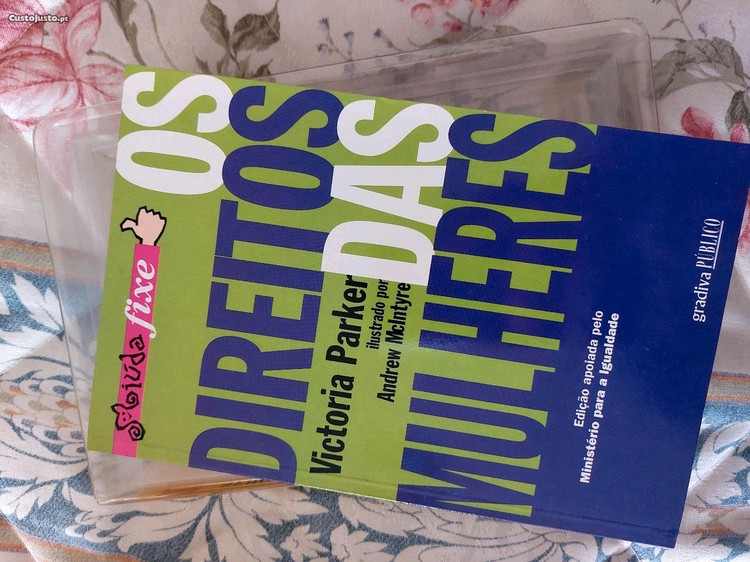 CustoJusto.pt
OS
DIREITOS
DAS
MULHERES
Victoria Parker
ilustrado por
Andrew McIntyre
Miúda fixe
Edição apoiada pelo
Ministério para a Igualdade
gradiva PÚBLICO